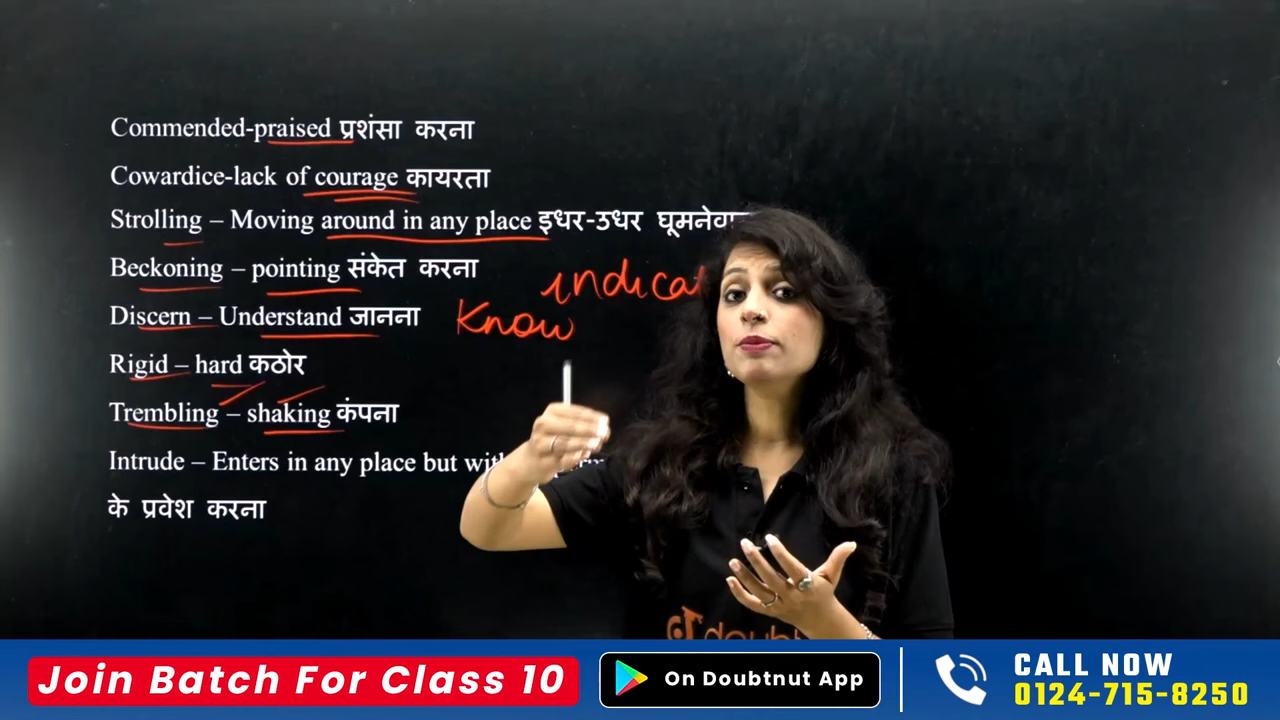 Commended-praised प्रशंसा करना
Cowardice-lack of courage कायरता
Strolling – Moving around in any place इधर-उधर
Beckoning – pointing संकेत करना
Discern – Understand जानना
Know
Rigid – hard कठोर
Trembling – shaking कंपना
Intrude – Enters in any place but
के प्रवेश करना
Join Batch For Class 10
On Doubtnut App
CALL NOW
0124-715-8250